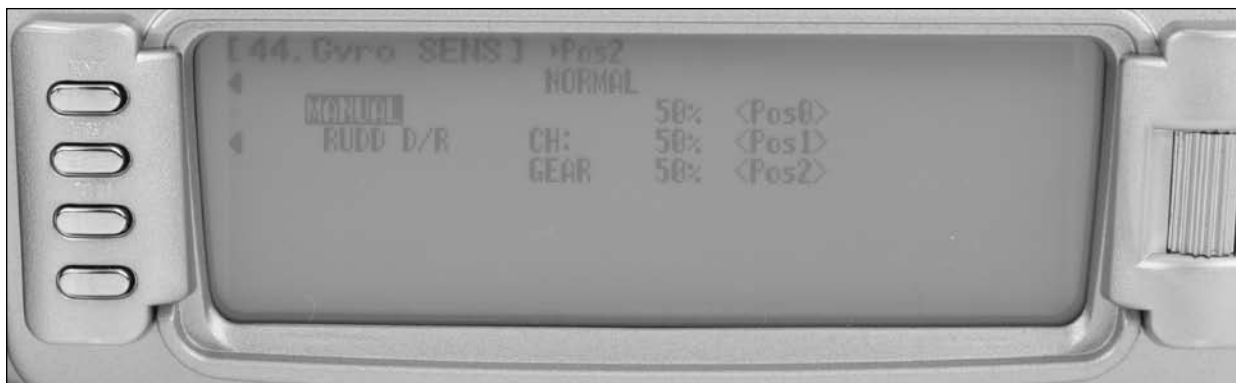 [44.Gyro SENS] ›Pos2
NORMAL
MANUAL 50% <Pos0>
RUDD D/R CH: 50% <Pos1>
GEAR 50% <Pos2>